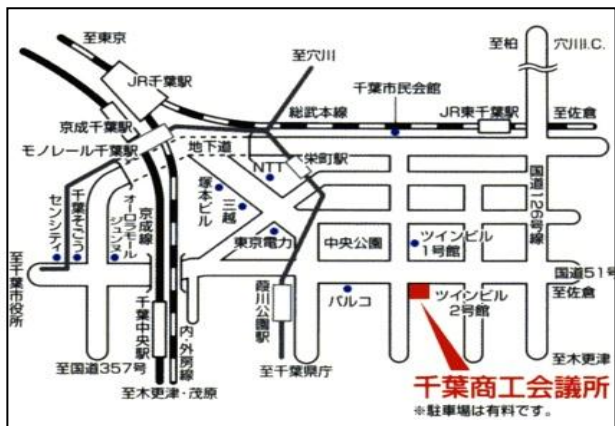 至東京
JR千葉駅
京成千葉駅
モノレール千葉駅
至穴川
総武本線
千葉市民会館
JR東千葉駅
至柏
穴川I.C.
至佐倉
地下道
NTT
栄町駅
国道126号線
塚本ビル
三越
東京電力
中央公園
ツインビル
1号館
センシティ
千葉そごう
オーロラモール
ジュンヌ
京成線
至千葉市役所
国道51号
至佐倉
葭川公園駅
パルコ
ツインビル
2号館
千葉中央駅
内・外房線
至国道357号
至木更津・茂原
至千葉県庁
至木更津
千葉商工会議所
※駐車場は有料です。